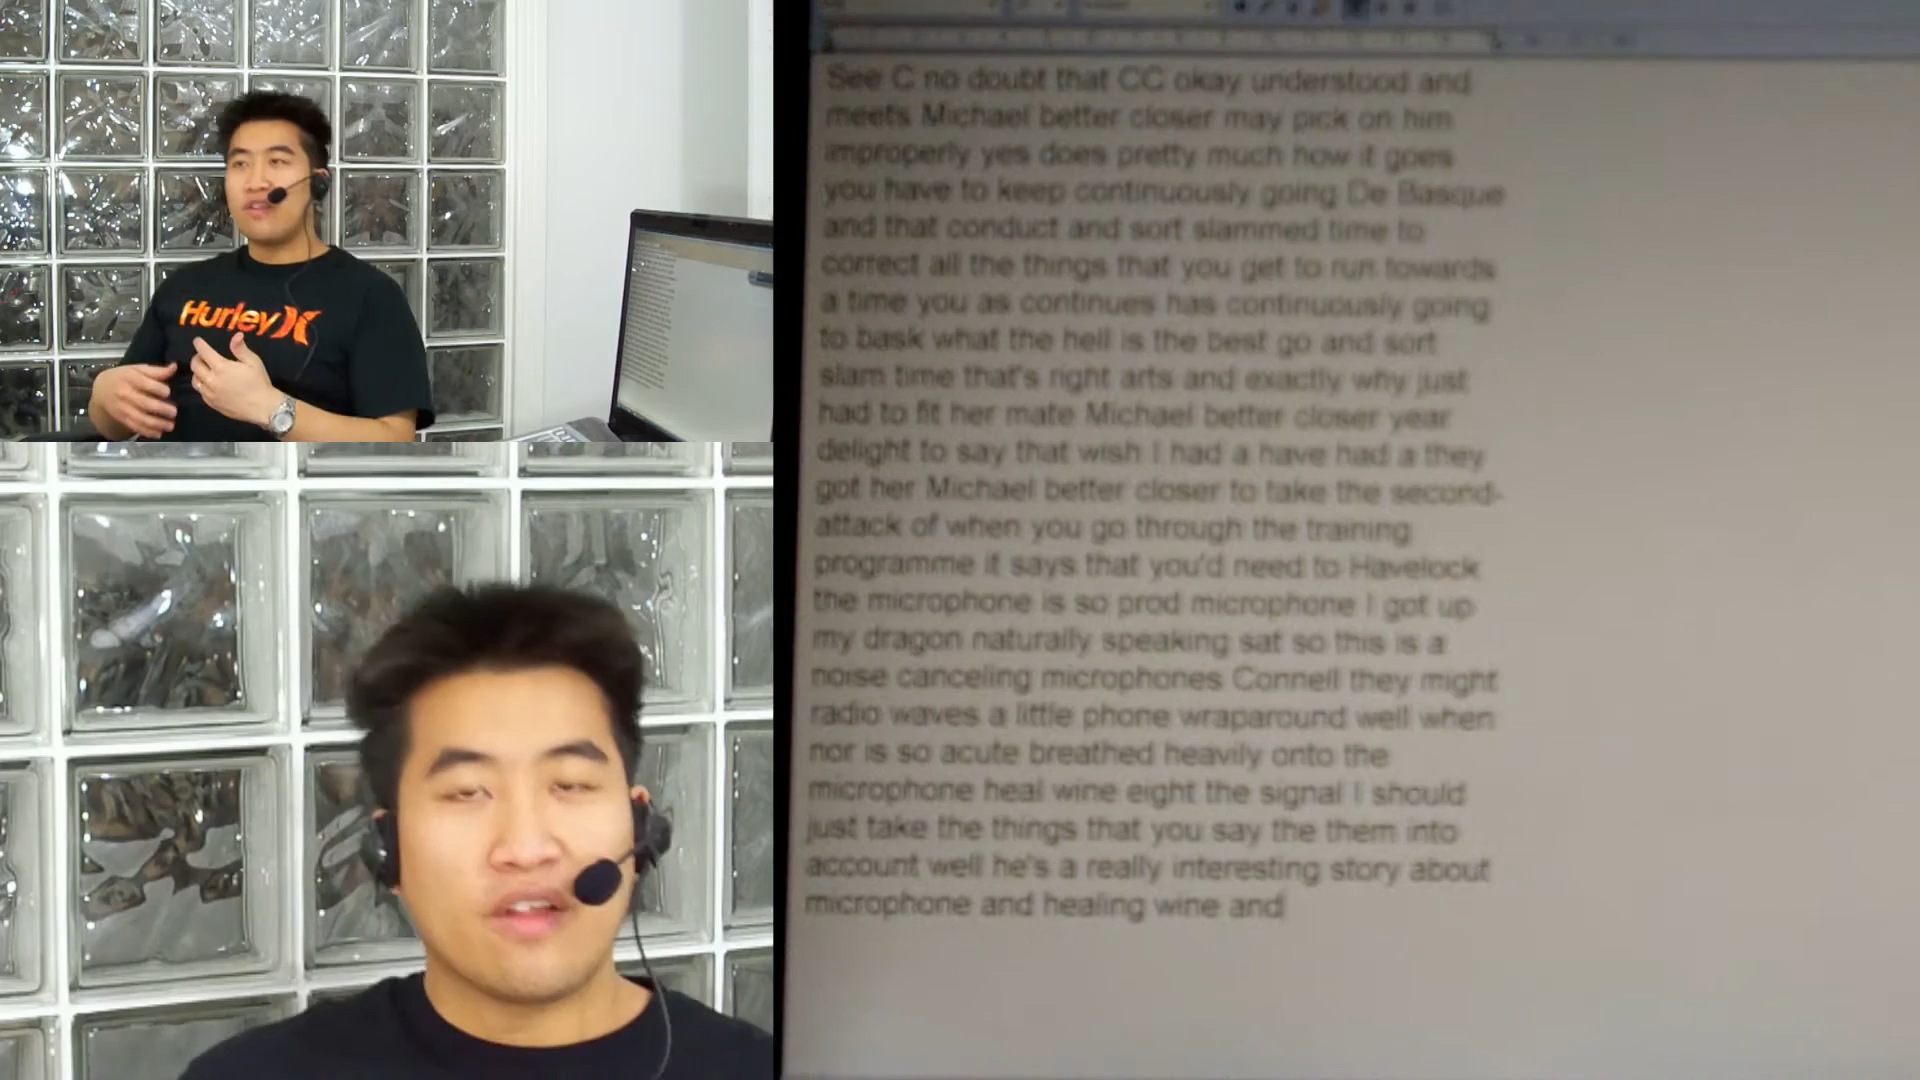 Hurley
See C no doubt that CC okay understood and
meets Michael better closer may pick on him
improperly yes does pretty much how it goes
you have to keep continuously going De Basque
and that conduct and sort slammed time to
correct all the things that you get to run towards
a time you as continues has continuously going
to bask what the hell is the best go and sort
slam time that's right arts and exactly why just
had to fit her mate Michael better closer year
delight to say that wish I had a have had a they
got her Michael better closer to take the second-
attack of when you go through the training
programme it says that you'd need to Havelock
the microphone is so prod microphone I got up
my dragon naturally speaking sat so this is a
noise canceling microphones Connell they might
radio waves a little phone wraparound well when
nor is so acute breathed heavily onto the
microphone heal wine eight the signal I should
just take the things that you say the them into
account well he's a really interesting story about
microphone and healing wine and